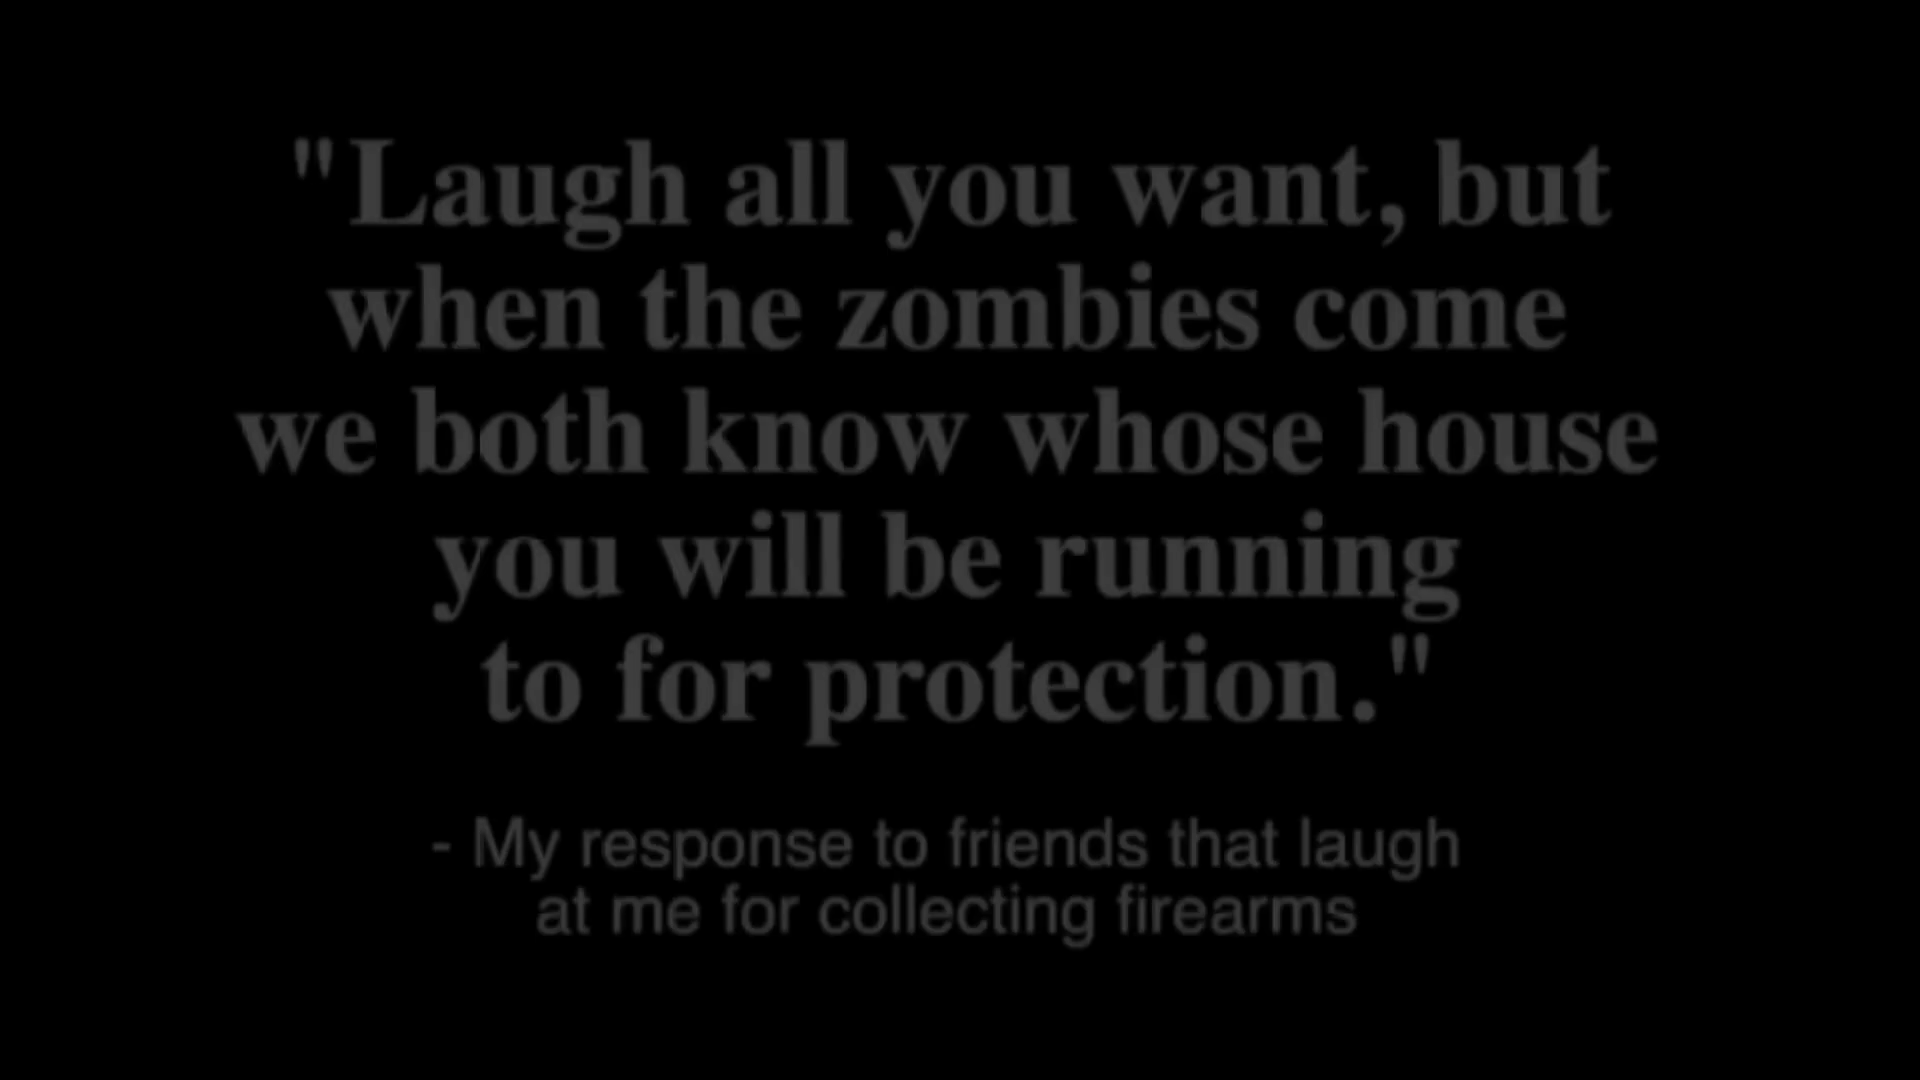 "Laugh all you want, but
when the zombies come
we both know whose house
you will be running
to for protection."
- My response to friends that laugh
at me for collecting firearms